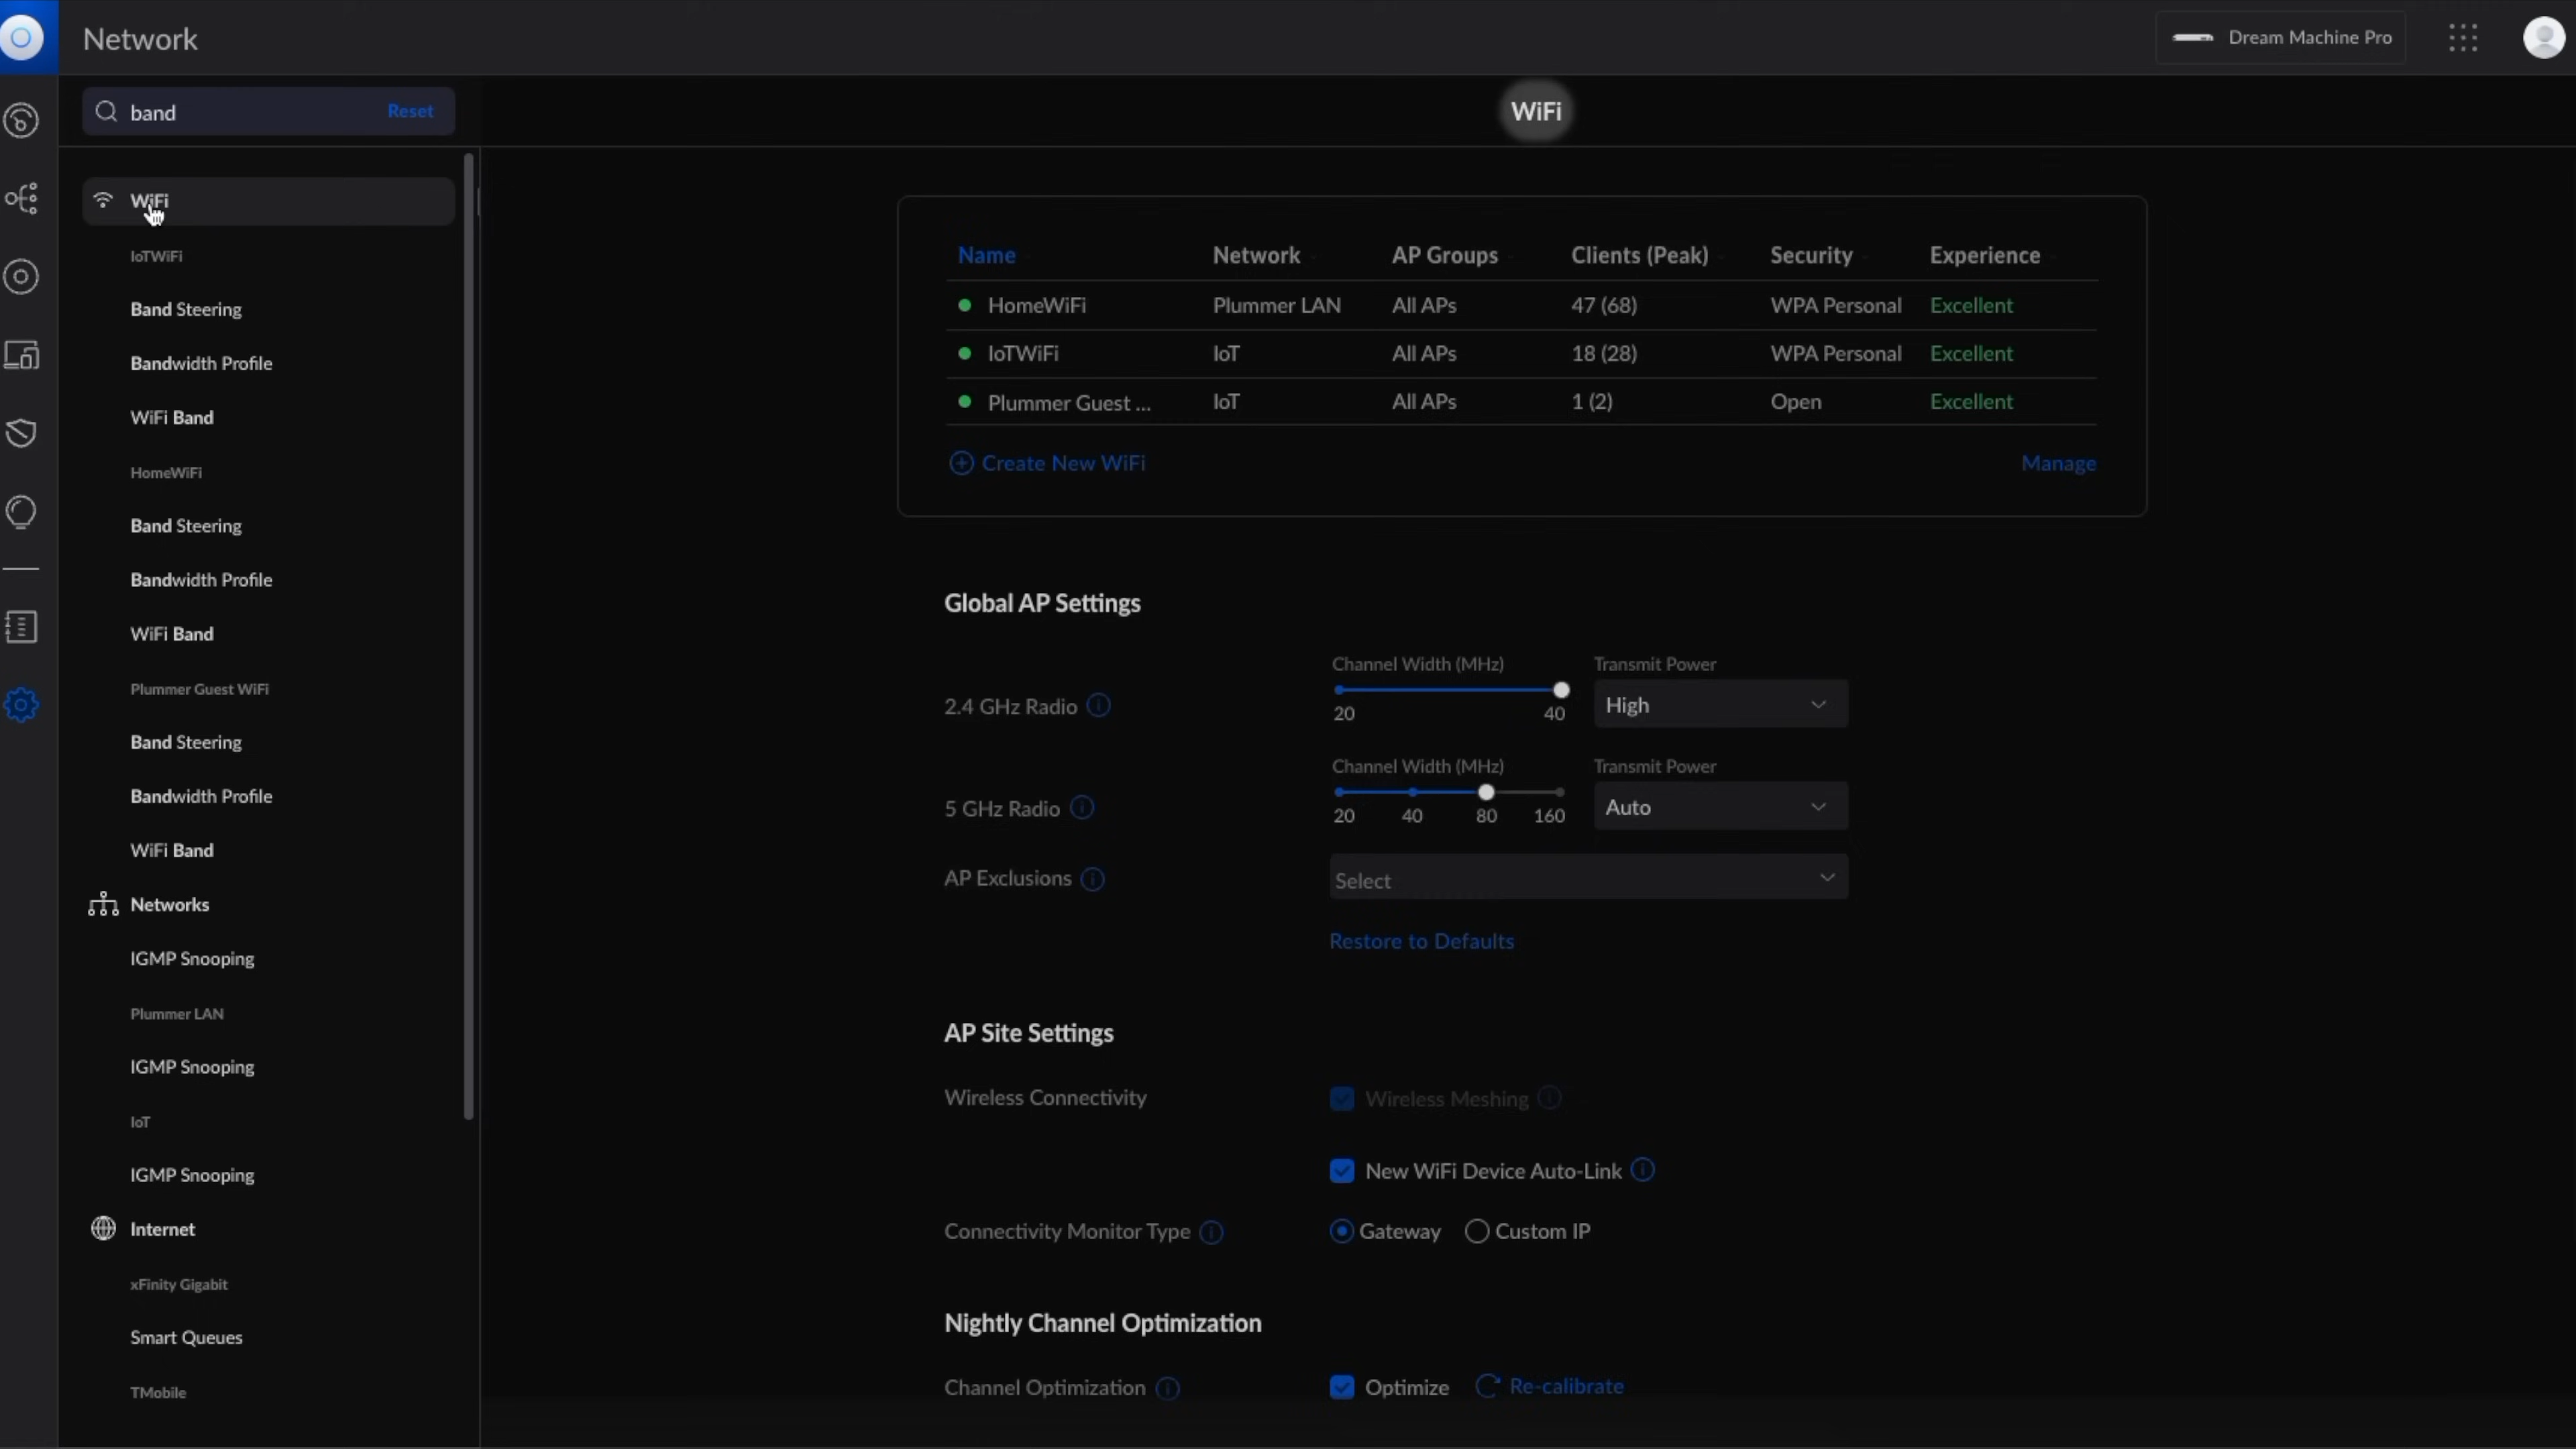 Network
Dream Machine Pro
band
Reset
WiFi
IoTWiFi
Band Steering
Bandwidth Profile
WiFi Band
HomeWiFi
Band Steering
Bandwidth Profile
WiFi Band
Plummer Guest WiFi
Band Steering
Bandwidth Profile
WiFi Band
Networks
IGMP Snooping
Plummer LAN
IGMP Snooping
IoT
IGMP Snooping
Internet
xFinity Gigabit
Smart Queues
TMobile
WiFi
Name Network AP Groups Clients (Peak) Security Experience
HomeWiFi Plummer LAN All APs 47 (68) WPA Personal Excellent
IoTWiFi IoT All APs 18 (28) WPA Personal Excellent
Plummer Guest ... IoT All APs 1 (2) Open Excellent
Create New WiFi Manage
Global AP Settings
Channel Width (MHz) Transmit Power
2.4 GHz Radio High
20 40
Channel Width (MHz) Transmit Power
5 GHz Radio Auto
20 40 80 160
AP Exclusions Select
Restore to Defaults
AP Site Settings
Wireless Connectivity Wireless Meshing
New WiFi Device Auto-Link
Connectivity Monitor Type Gateway Custom IP
Nightly Channel Optimization
Channel Optimization Optimize Re-calibrate